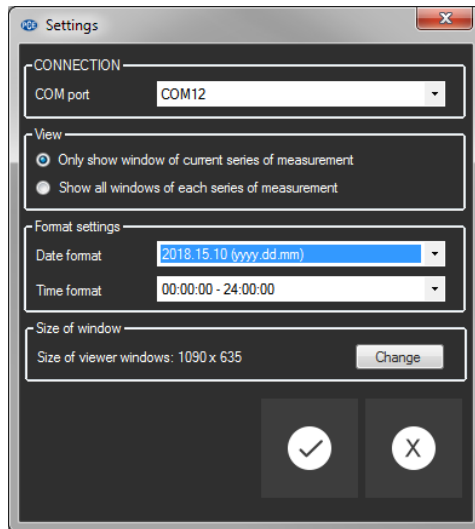 PCE Settings
CONNECTION
COM port COM12
View
Only show window of current series of measurement
Show all windows of each series of measurement
Format settings
Date format 2018.15.10 (yyyy.dd.mm)
Time format 00:00:00 - 24:00:00
Size of window
Size of viewer windows: 1090 x 635 Change
X